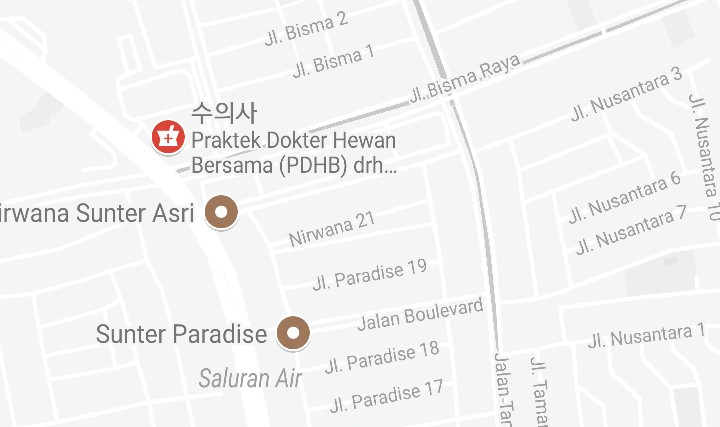 Jl. Bisma 2
Jl. Bisma 1
Jl. Bisma Raya
Jl. Nusantara 3
Jl. Nusantara 10
수의사
Praktek Dokter Hewan
Bersama (PDHB) drh...
irwana Sunter Asri
Nirwana 21
Jl. Nusantara 6
Jl. Nusantara 7
Jl. Paradise 19
Jalan Boulevard
Sunter Paradise
Jl. Nusantara 1
Jl. Paradise 18
Saluran Air
Jl. Paradise 17
Jalan-Tan
Jl. Taman